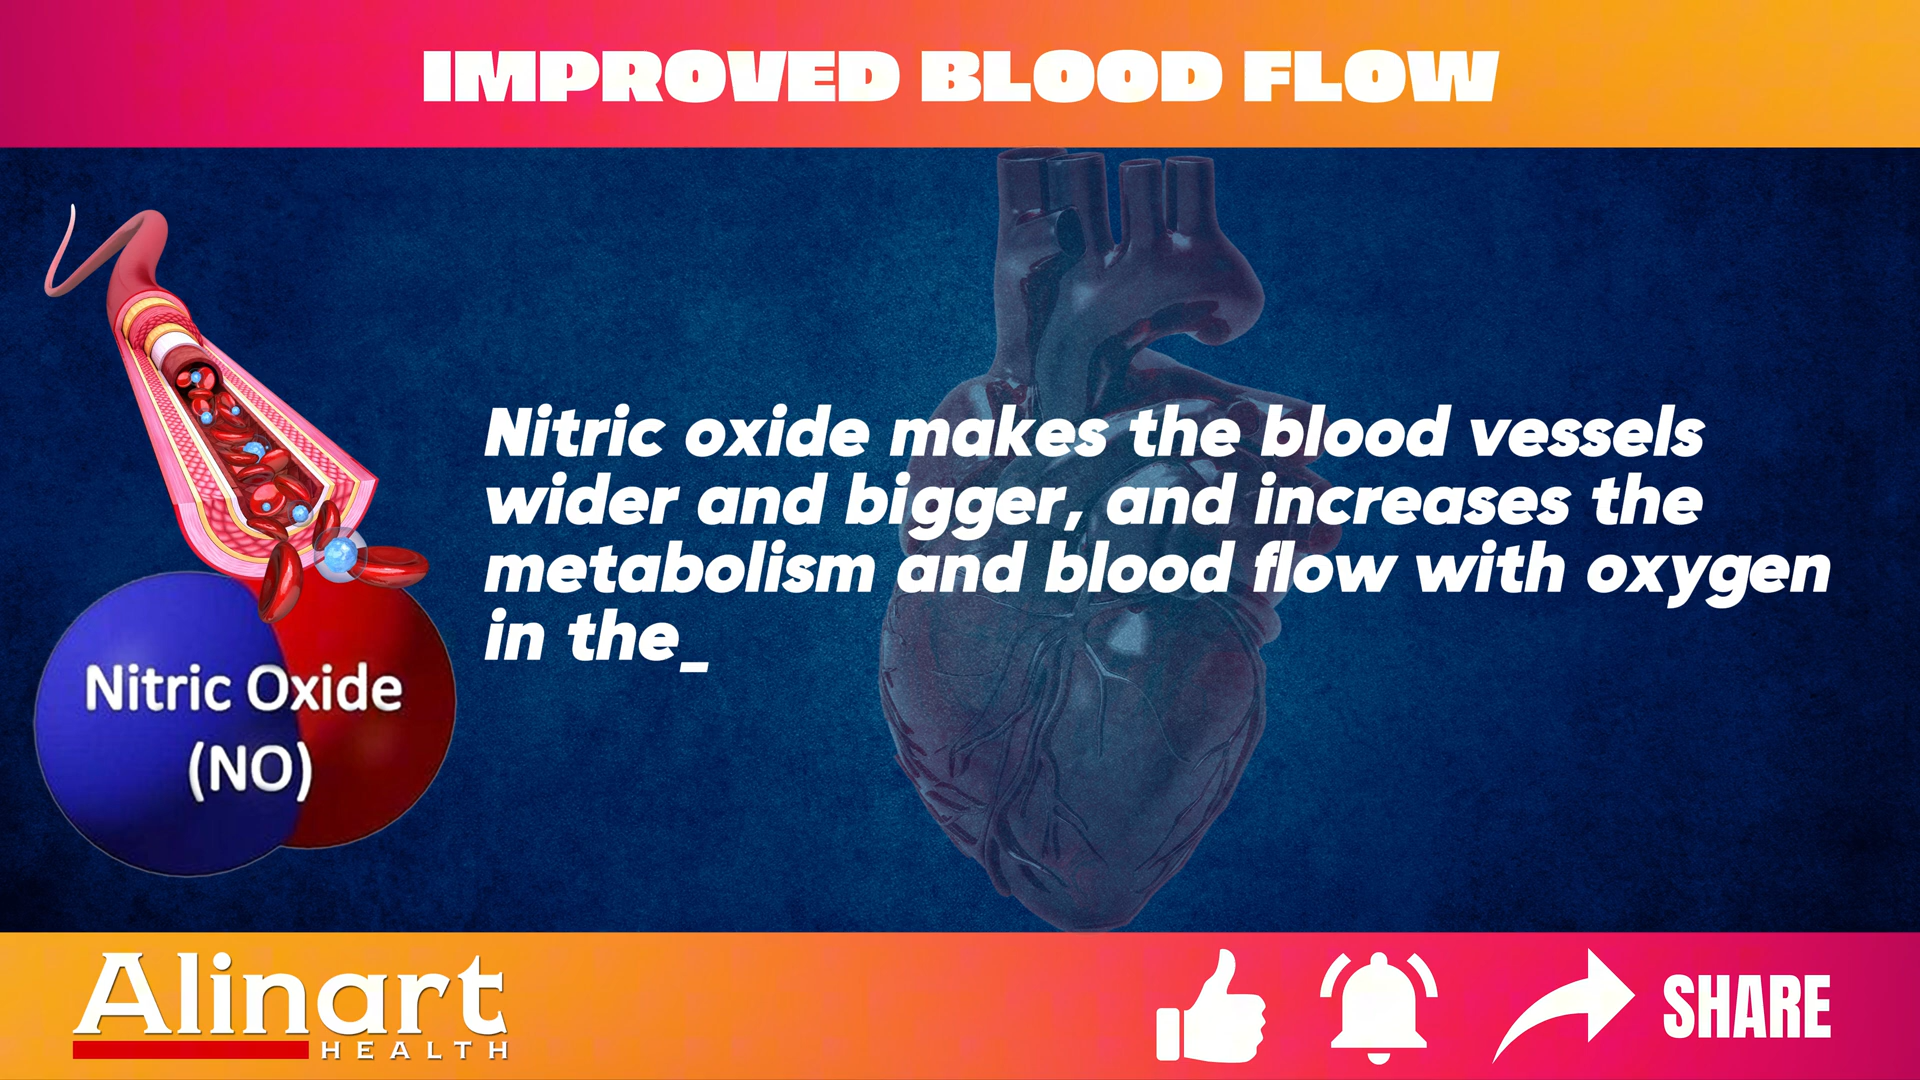 IMPROVED BLOOD FLOW
Nitric oxide makes the blood vessels
wider and bigger, and increases the
metabolism and blood flow with oxygen
in the_
Nitric Oxide
(NO)
Alinart
HEALTH
SHARE